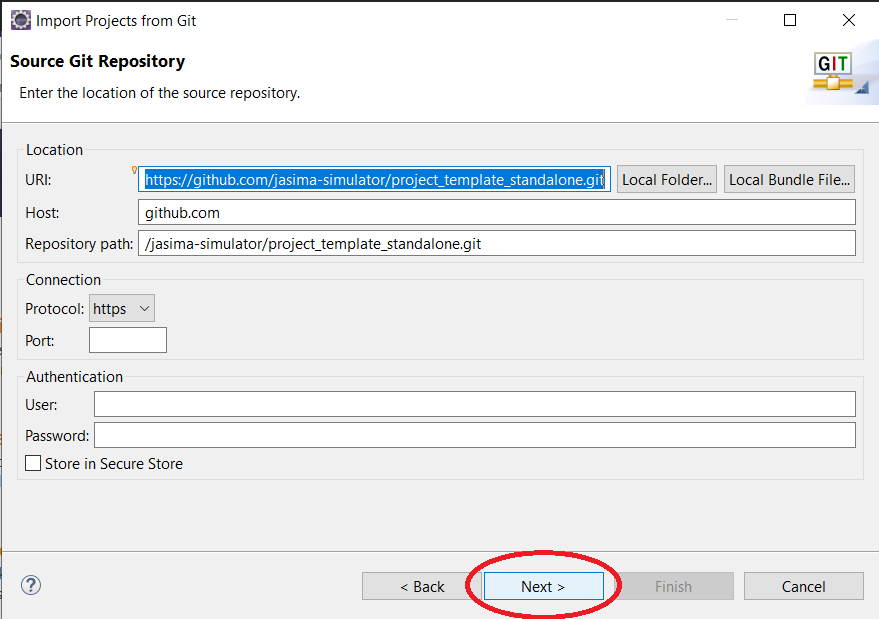 Import Projects from Git
Source Git Repository
Enter the location of the source repository.
GIT
Location
URI: https://github.com/jasima-simulator/project_template_standalone.git Local Folder... Local Bundle File...
Host: github.com
Repository path: /jasima-simulator/project_template_standalone.git
Connection
Protocol: https
Port:
Authentication
User:
Password:
Store in Secure Store
? < Back Next > Finish Cancel